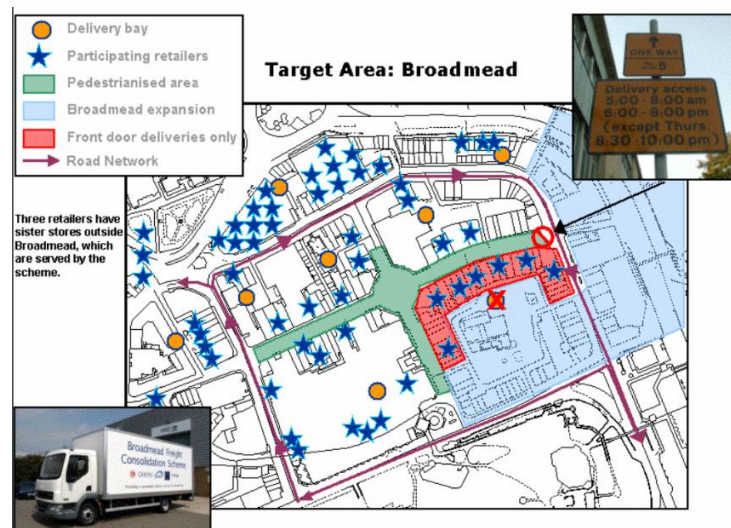 Delivery bay
Participating retailers
Pedestrianised area
Broadmead expansion
Front door deliveries only
Road Network
Target Area: Broadmead
ONE WAY
5
Delivery access
5:00 - 8:00 am
6:00 - 8:00 pm
(except Thurs.
8:30 - 10:00 pm)
Three retailers have
sister stores outside
Broadmead, which
are served by the
scheme.
Broadmead Freight
Consolidation Scheme